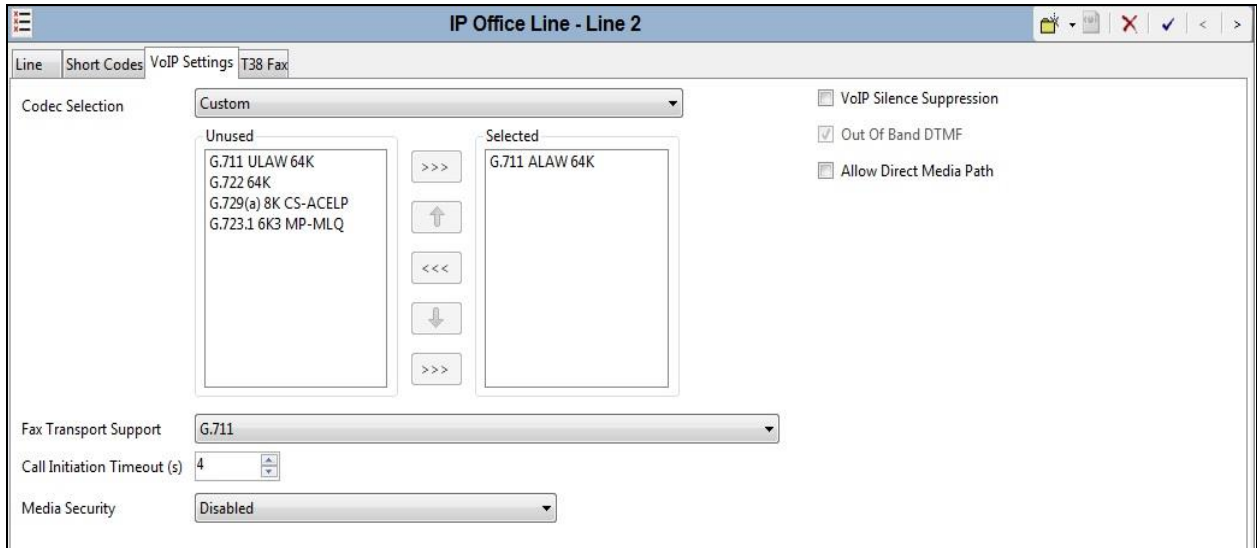 IP Office Line - Line 2
Line Short Codes VoIP Settings T38 Fax
Codec Selection
Custom
Unused
G.711 ULAW 64K
G.722 64K
G.729(a) 8K CS-ACELP
G.723.1 6K3 MP-MLQ
>>>
<<<
>>>
Selected
G.711 ALAW 64K
VoIP Silence Suppression
Out Of Band DTMF
Allow Direct Media Path
Fax Transport Support
G.711
Call Initiation Timeout (s)
4
Media Security
Disabled